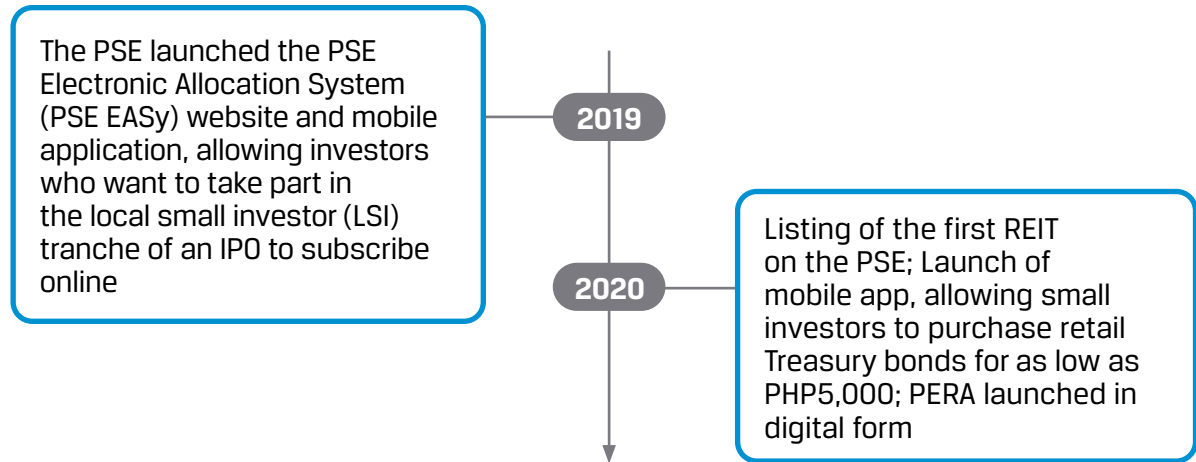 The PSE launched the PSE
Electronic Allocation System
(PSE EASy) website and mobile
application, allowing investors
who want to take part in
the local small investor (LSI)
tranche of an IPO to subscribe
online
2019
2020
Listing of the first REIT
on the PSE; Launch of
mobile app, allowing small
investors to purchase retail
Treasury bonds for as low as
PHP5,000; PERA launched in
digital form